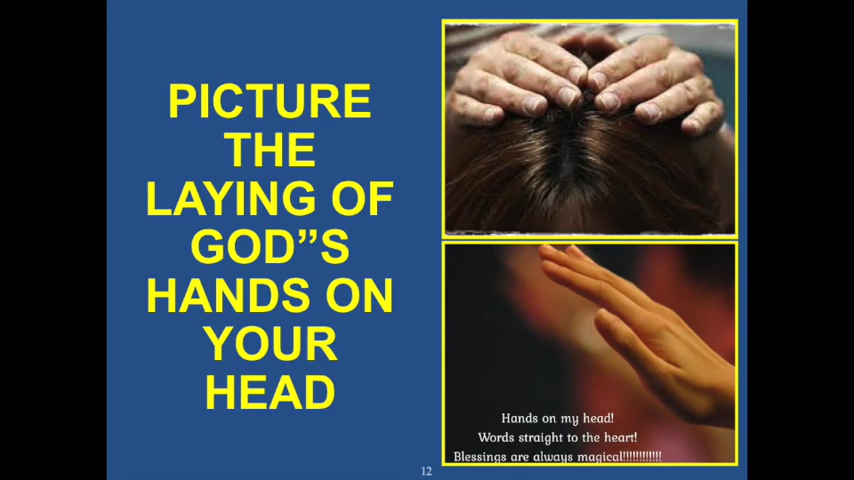 PICTURE
THE
LAYING OF
GOD”S
HANDS ON
YOUR
HEAD
Hands on my head!
Words straight to the heart!
Blessings are always magical!!!!!!!!!!!!
12